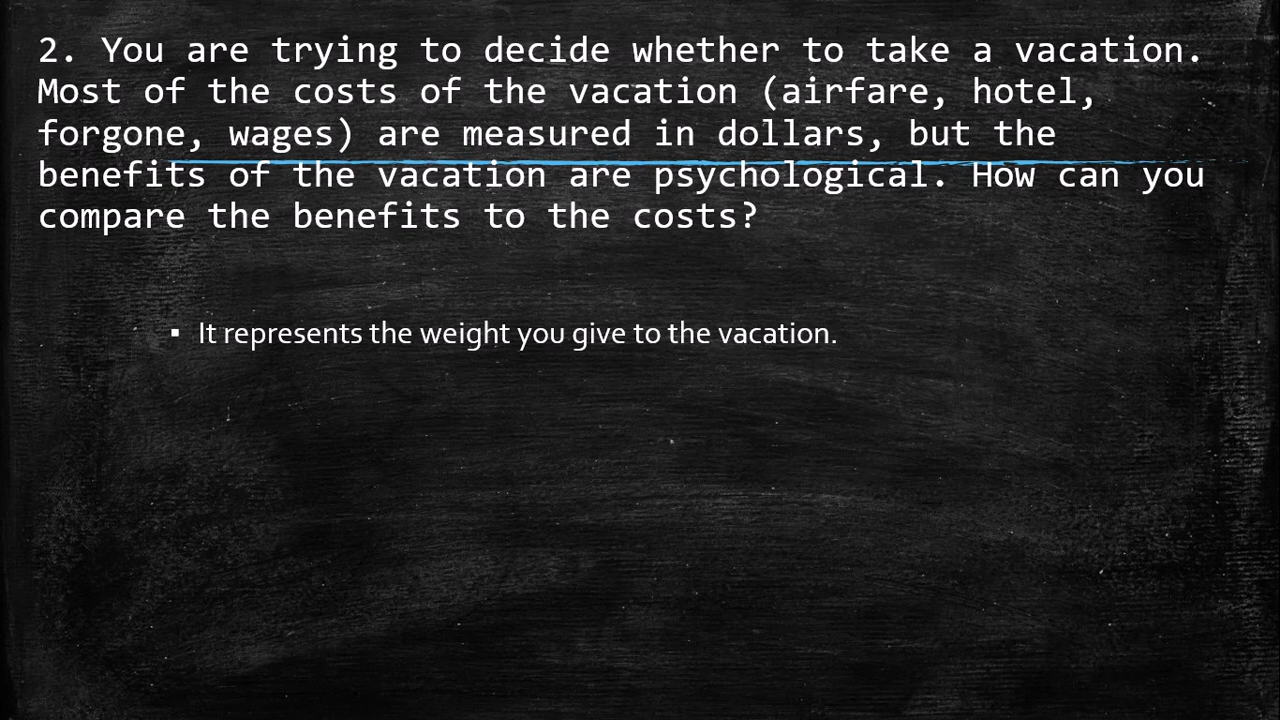 2. You are trying to decide whether to take a vacation.
Most of the costs of the vacation (airfare, hotel,
forgone, wages) are measured in dollars, but the
benefits of the vacation are psychological. How can you
compare the benefits to the costs?
▪ It represents the weight you give to the vacation.